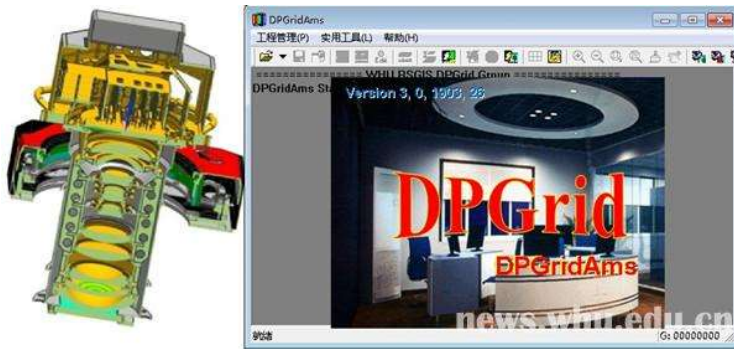 DPGridAms
工程管理(P) 实用工具(L) 帮助(H)
============ WHU RSGIS DPGrid Group ============
DPGridAms Sta
Version 3, 0, 1903, 26
DPGrid
DPGridAms
news.whu.edu.cn
就绪
G: 00000000